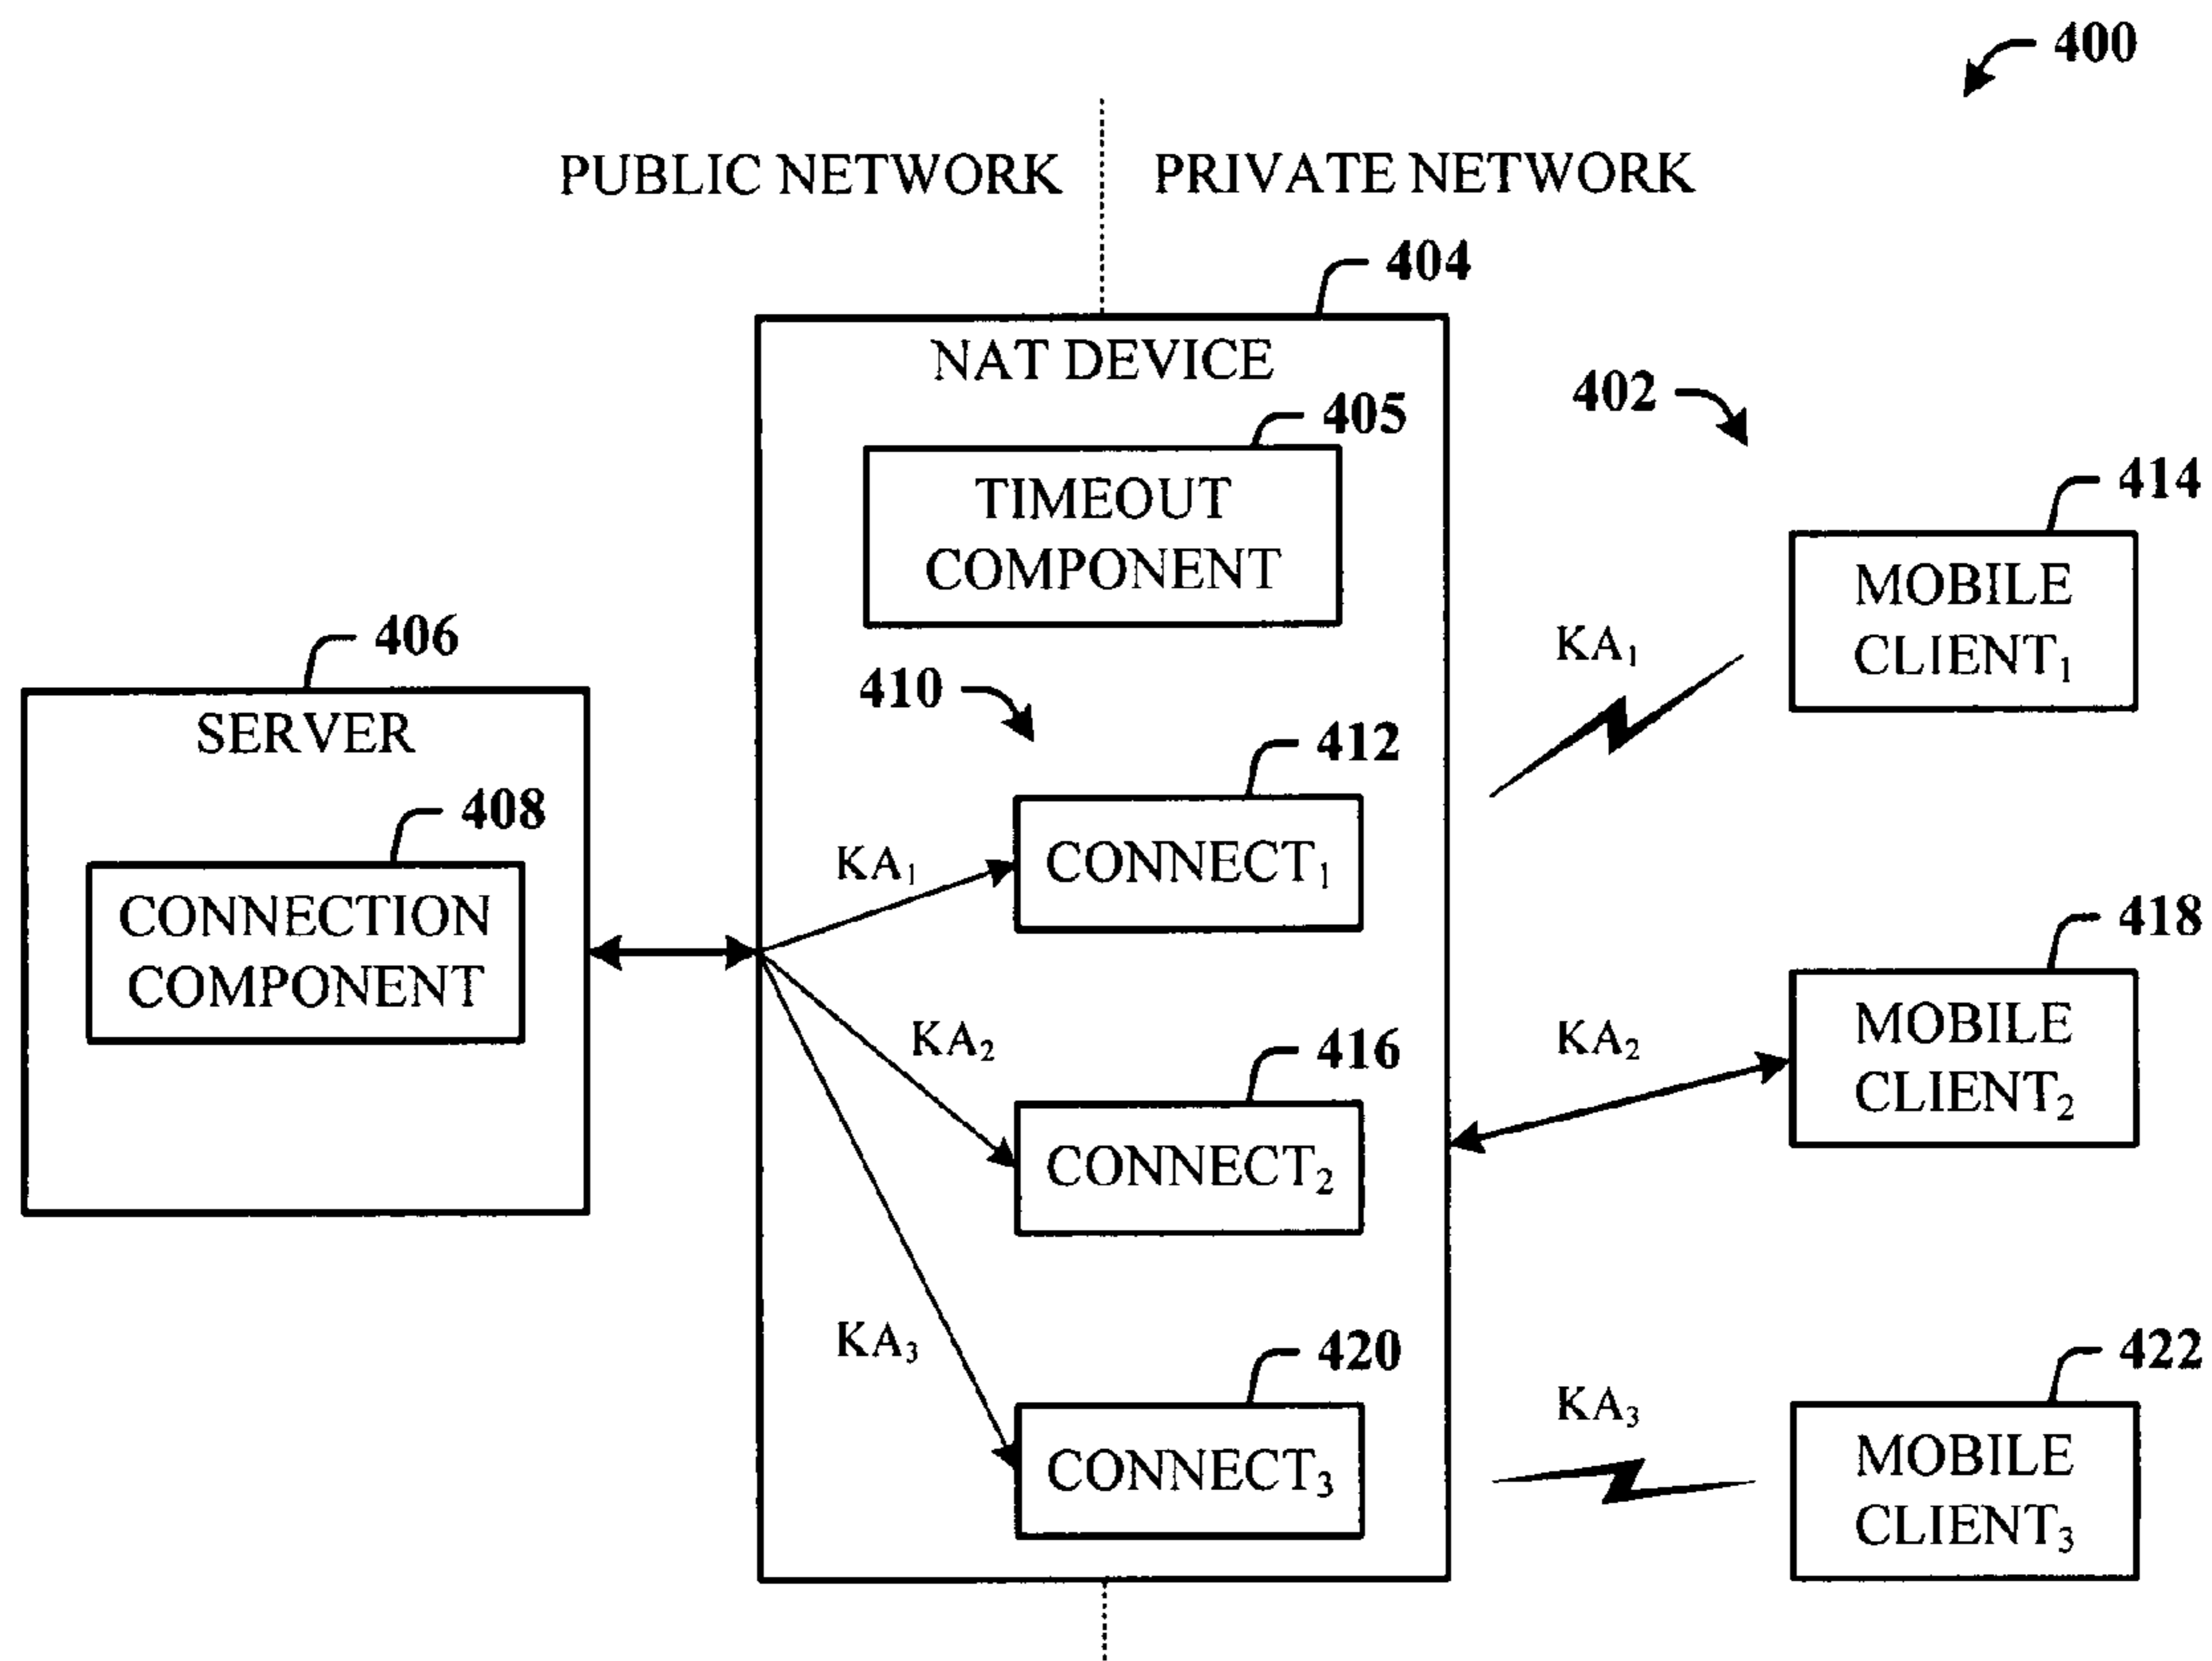 400
PUBLIC NETWORK
PRIVATE NETWORK
404
NAT DEVICE
405
TIMEOUT
COMPONENT
402
414
MOBILE
CLIENT₁
KA₁
406
SERVER
408
CONNECTION
COMPONENT
410
412
CONNECT₁
KA₁
418
MOBILE
CLIENT₂
KA₂
KA₂
416
CONNECT₂
KA₃
420
CONNECT₃
KA₃
422
MOBILE
CLIENT₃